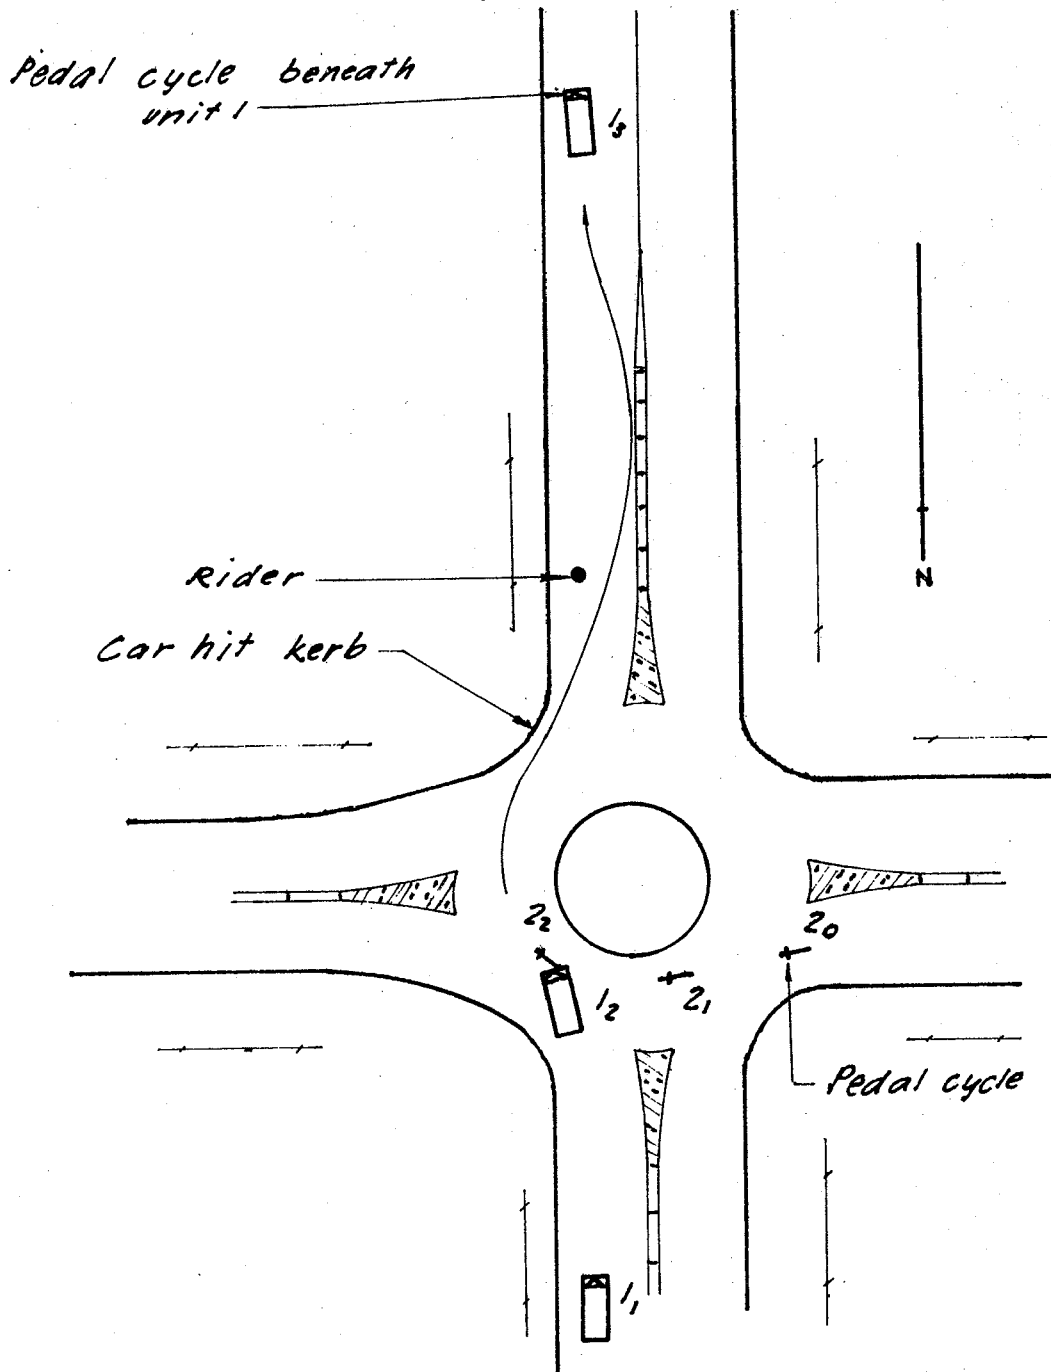 Pedal cycle beneath
unit 1
1₃
N
Rider
Car hit kerb
2₂
2₀
1₂
2₁
Pedal cycle
1₁